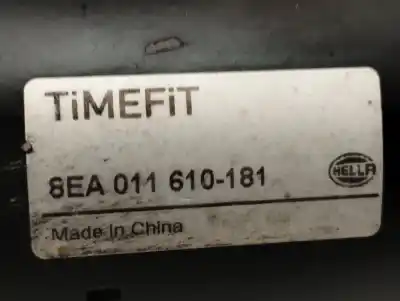 TiMEFiT
8EA 011 610-181
HELLA
Made In China